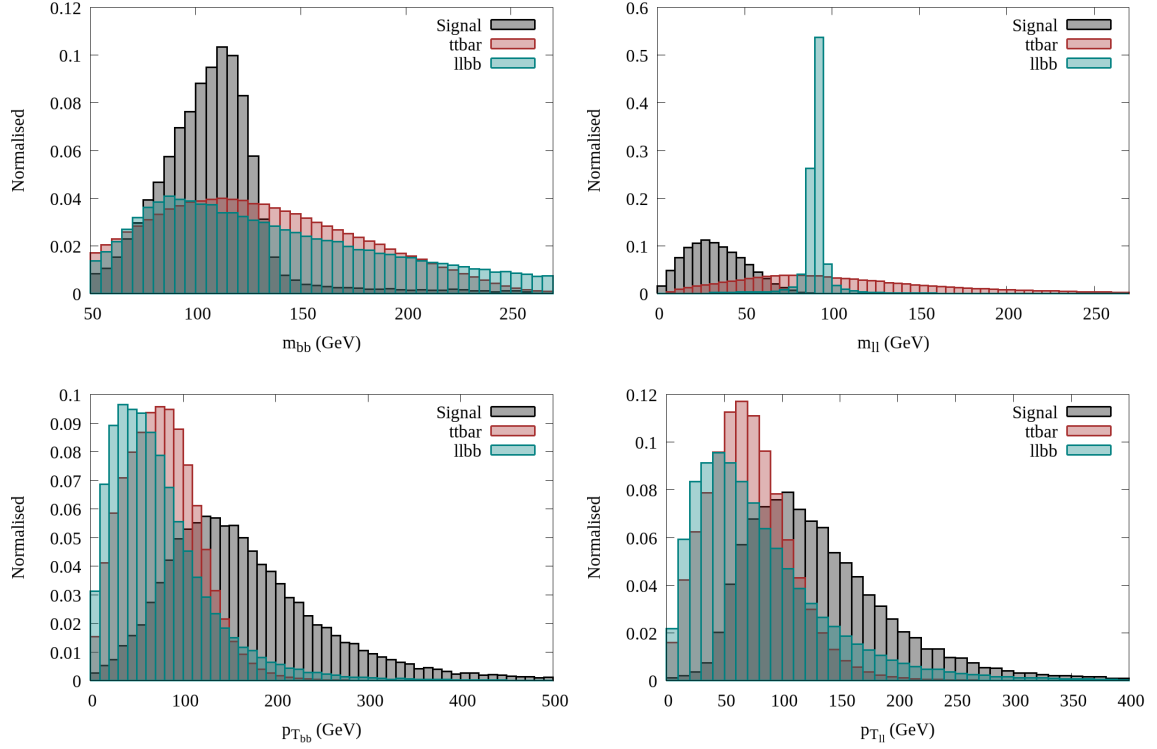 0.12
0.1
0.08
0.06
0.04
0.02
0
50 100 150 200 250
Normalised
m_bb (GeV)
Signal
ttbar
llbb
0.6
0.5
0.4
0.3
0.2
0.1
0
0 50 100 150 200 250
Normalised
m_ll (GeV)
Signal
ttbar
llbb
0.1
0.09
0.08
0.07
0.06
0.05
0.04
0.03
0.02
0.01
0
0 100 200 300 400 500
Normalised
p_T_bb (GeV)
Signal
ttbar
llbb
0.12
0.1
0.08
0.06
0.04
0.02
0
0 50 100 150 200 250 300 350 400
Normalised
p_T_ll (GeV)
Signal
ttbar
llbb